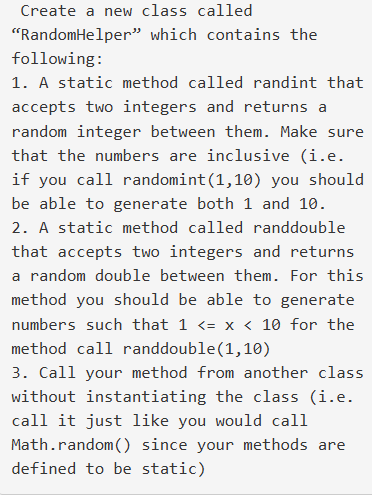 Create a new class called
“RandomHelper” which contains the
following:
1. A static method called randint that
accepts two integers and returns a
random integer between them. Make sure
that the numbers are inclusive (i.e.
if you call randomint(1,10) you should
be able to generate both 1 and 10.
2. A static method called randdouble
that accepts two integers and returns
a random double between them. For this
method you should be able to generate
numbers such that 1 <= x < 10 for the
method call randdouble(1,10)
3. Call your method from another class
without instantiating the class (i.e.
call it just like you would call
Math.random() since your methods are
defined to be static)